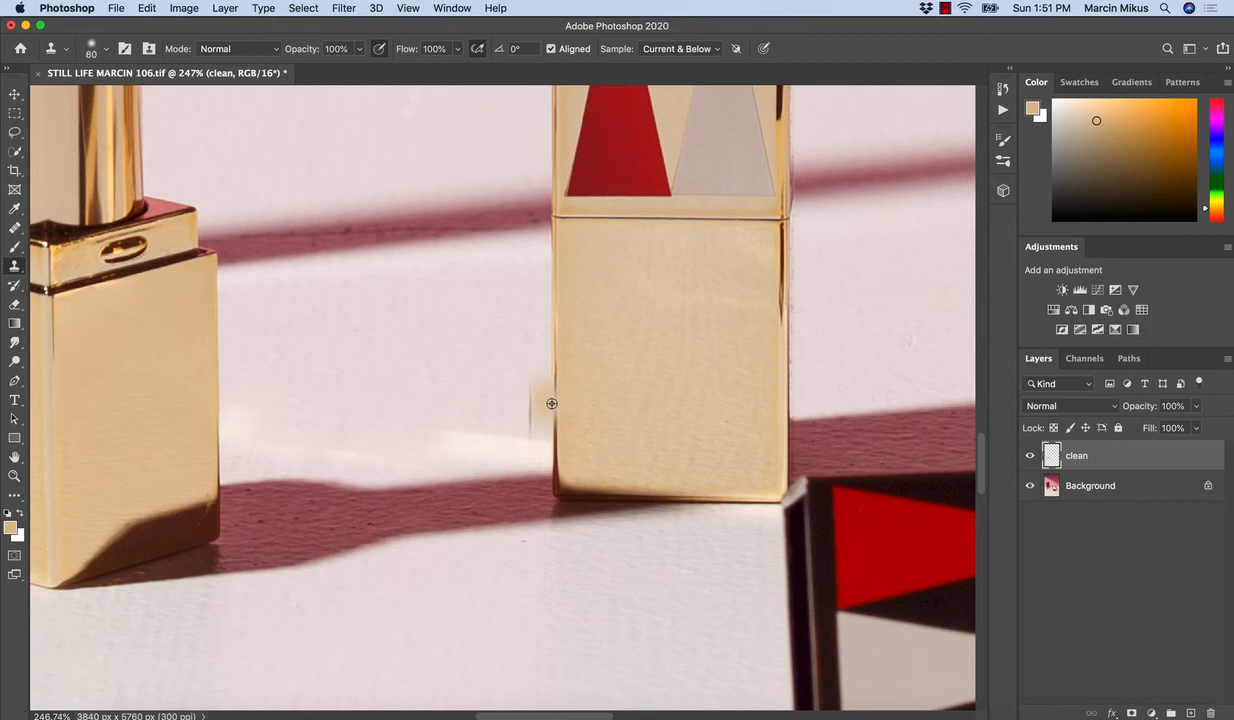 Photoshop File Edit Image Layer Type Select Filter 3D View Window Help Sun 1:51 PM Marcin Mikus
Adobe Photoshop 2020
80 Mode: Normal Opacity: 100% Flow: 100% 0° Aligned Sample: Current & Below
× STILL LIFE MARCIN 106.tif @ 247% (clean, RGB/16*) *
Color Swatches Gradients Patterns
Adjustments
Add an adjustment
Layers Channels Paths
Kind
Normal Opacity: 100%
Lock: Fill: 100%
clean
Background
246.74% 3840 px x 5760 px (300 ppi)